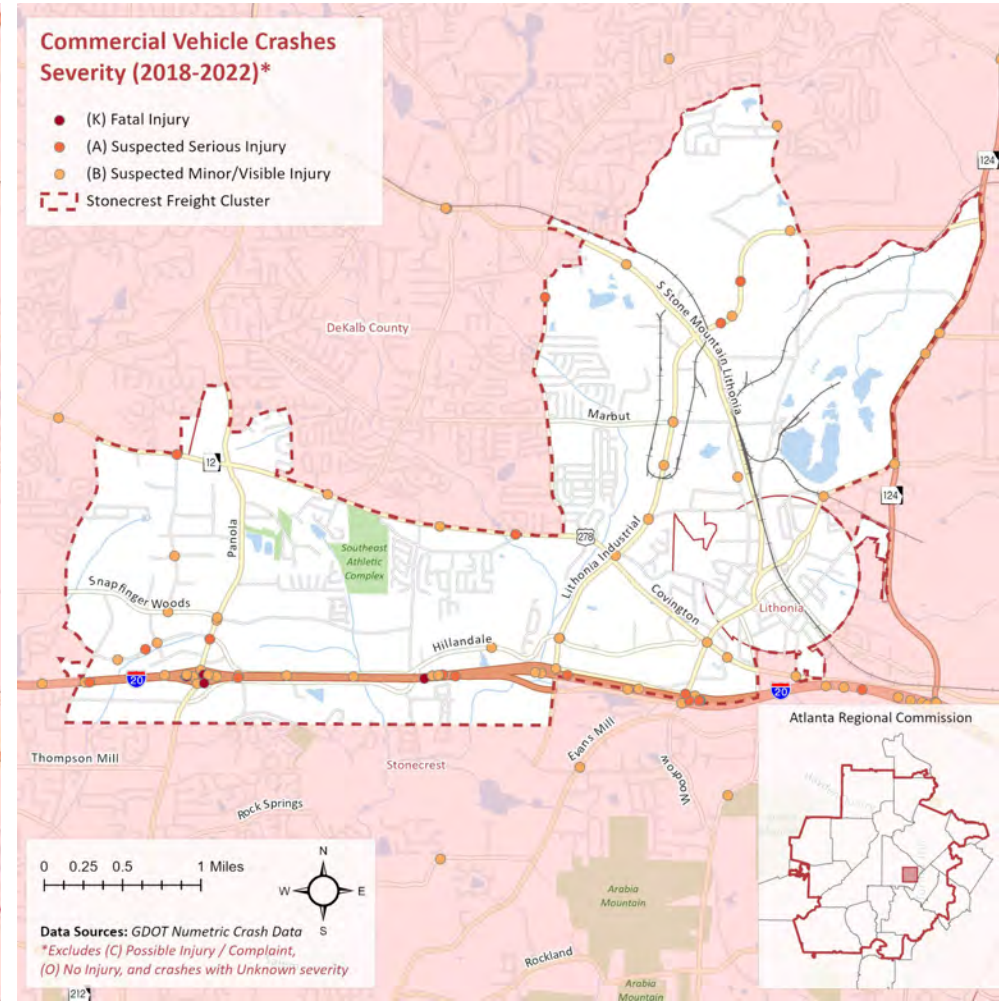 Commercial Vehicle Crashes
Severity (2018-2022)*
(K) Fatal Injury
(A) Suspected Serious Injury
(B) Suspected Minor/Visible Injury
Stonecrest Freight Cluster
124
DeKalb County
S Stone Mountain Lithonia
Marbut
12
124
Panola
Southeast
Athletic
Complex
278
Lithonia Industrial
Snapfinger Woods
Covington
Lithonia
Hillandale
20
20
Thompson Mill
Stonecrest
Evans Mill
Woodrow
Rock Springs
Atlanta Regional Commission
0 0.25 0.5 1 Miles
N
W E
S
Arabia
Mountain
Data Sources: GDOT Numetric Crash Data
*Excludes (C) Possible Injury / Complaint,
(O) No Injury, and crashes with Unknown severity
Rockland
Arabia
Mountain
212